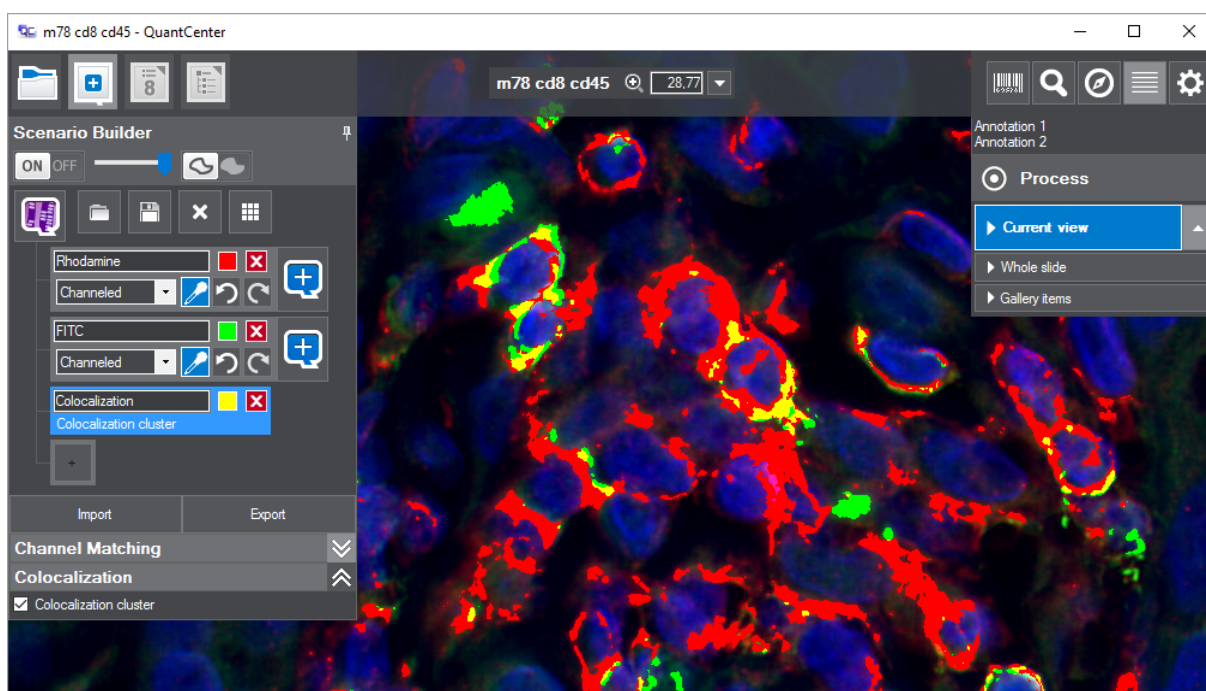 m78 cd8 cd45 - QuantCenter
8
m78 cd8 cd45 28,77
Scenario Builder
ON OFF
Rhodamine
Channeled
FITC
Channeled
Colocalization
Colocalization cluster
+
Import Export
Channel Matching
Colocalization
Colocalization cluster
Annotation 1
Annotation 2
Process
Current view
Whole slide
Gallery items